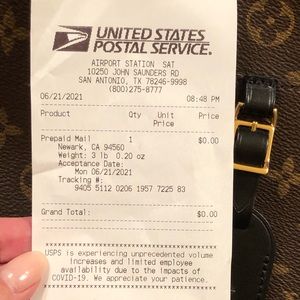 UNITED STATES
POSTAL SERVICE®
AIRPORT STATION SAT
10250 JOHN SAUNDERS RD
SAN ANTONIO, TX 78246-9998
(800)275-8777
06/21/2021 08:48 PM
Product Qty Unit Price
Price
Prepaid Mail 1 $0.00
Newark, CA 94560
Weight: 3 lb 0.20 oz
Acceptance Date:
Mon 06/21/2021
Tracking #:
9405 5112 0206 1957 7225 83
Grand Total: $0.00
USPS is experiencing unprecedented volume
increases and limited employee
availability due to the impacts of
COVID-19. We appreciate your patience.